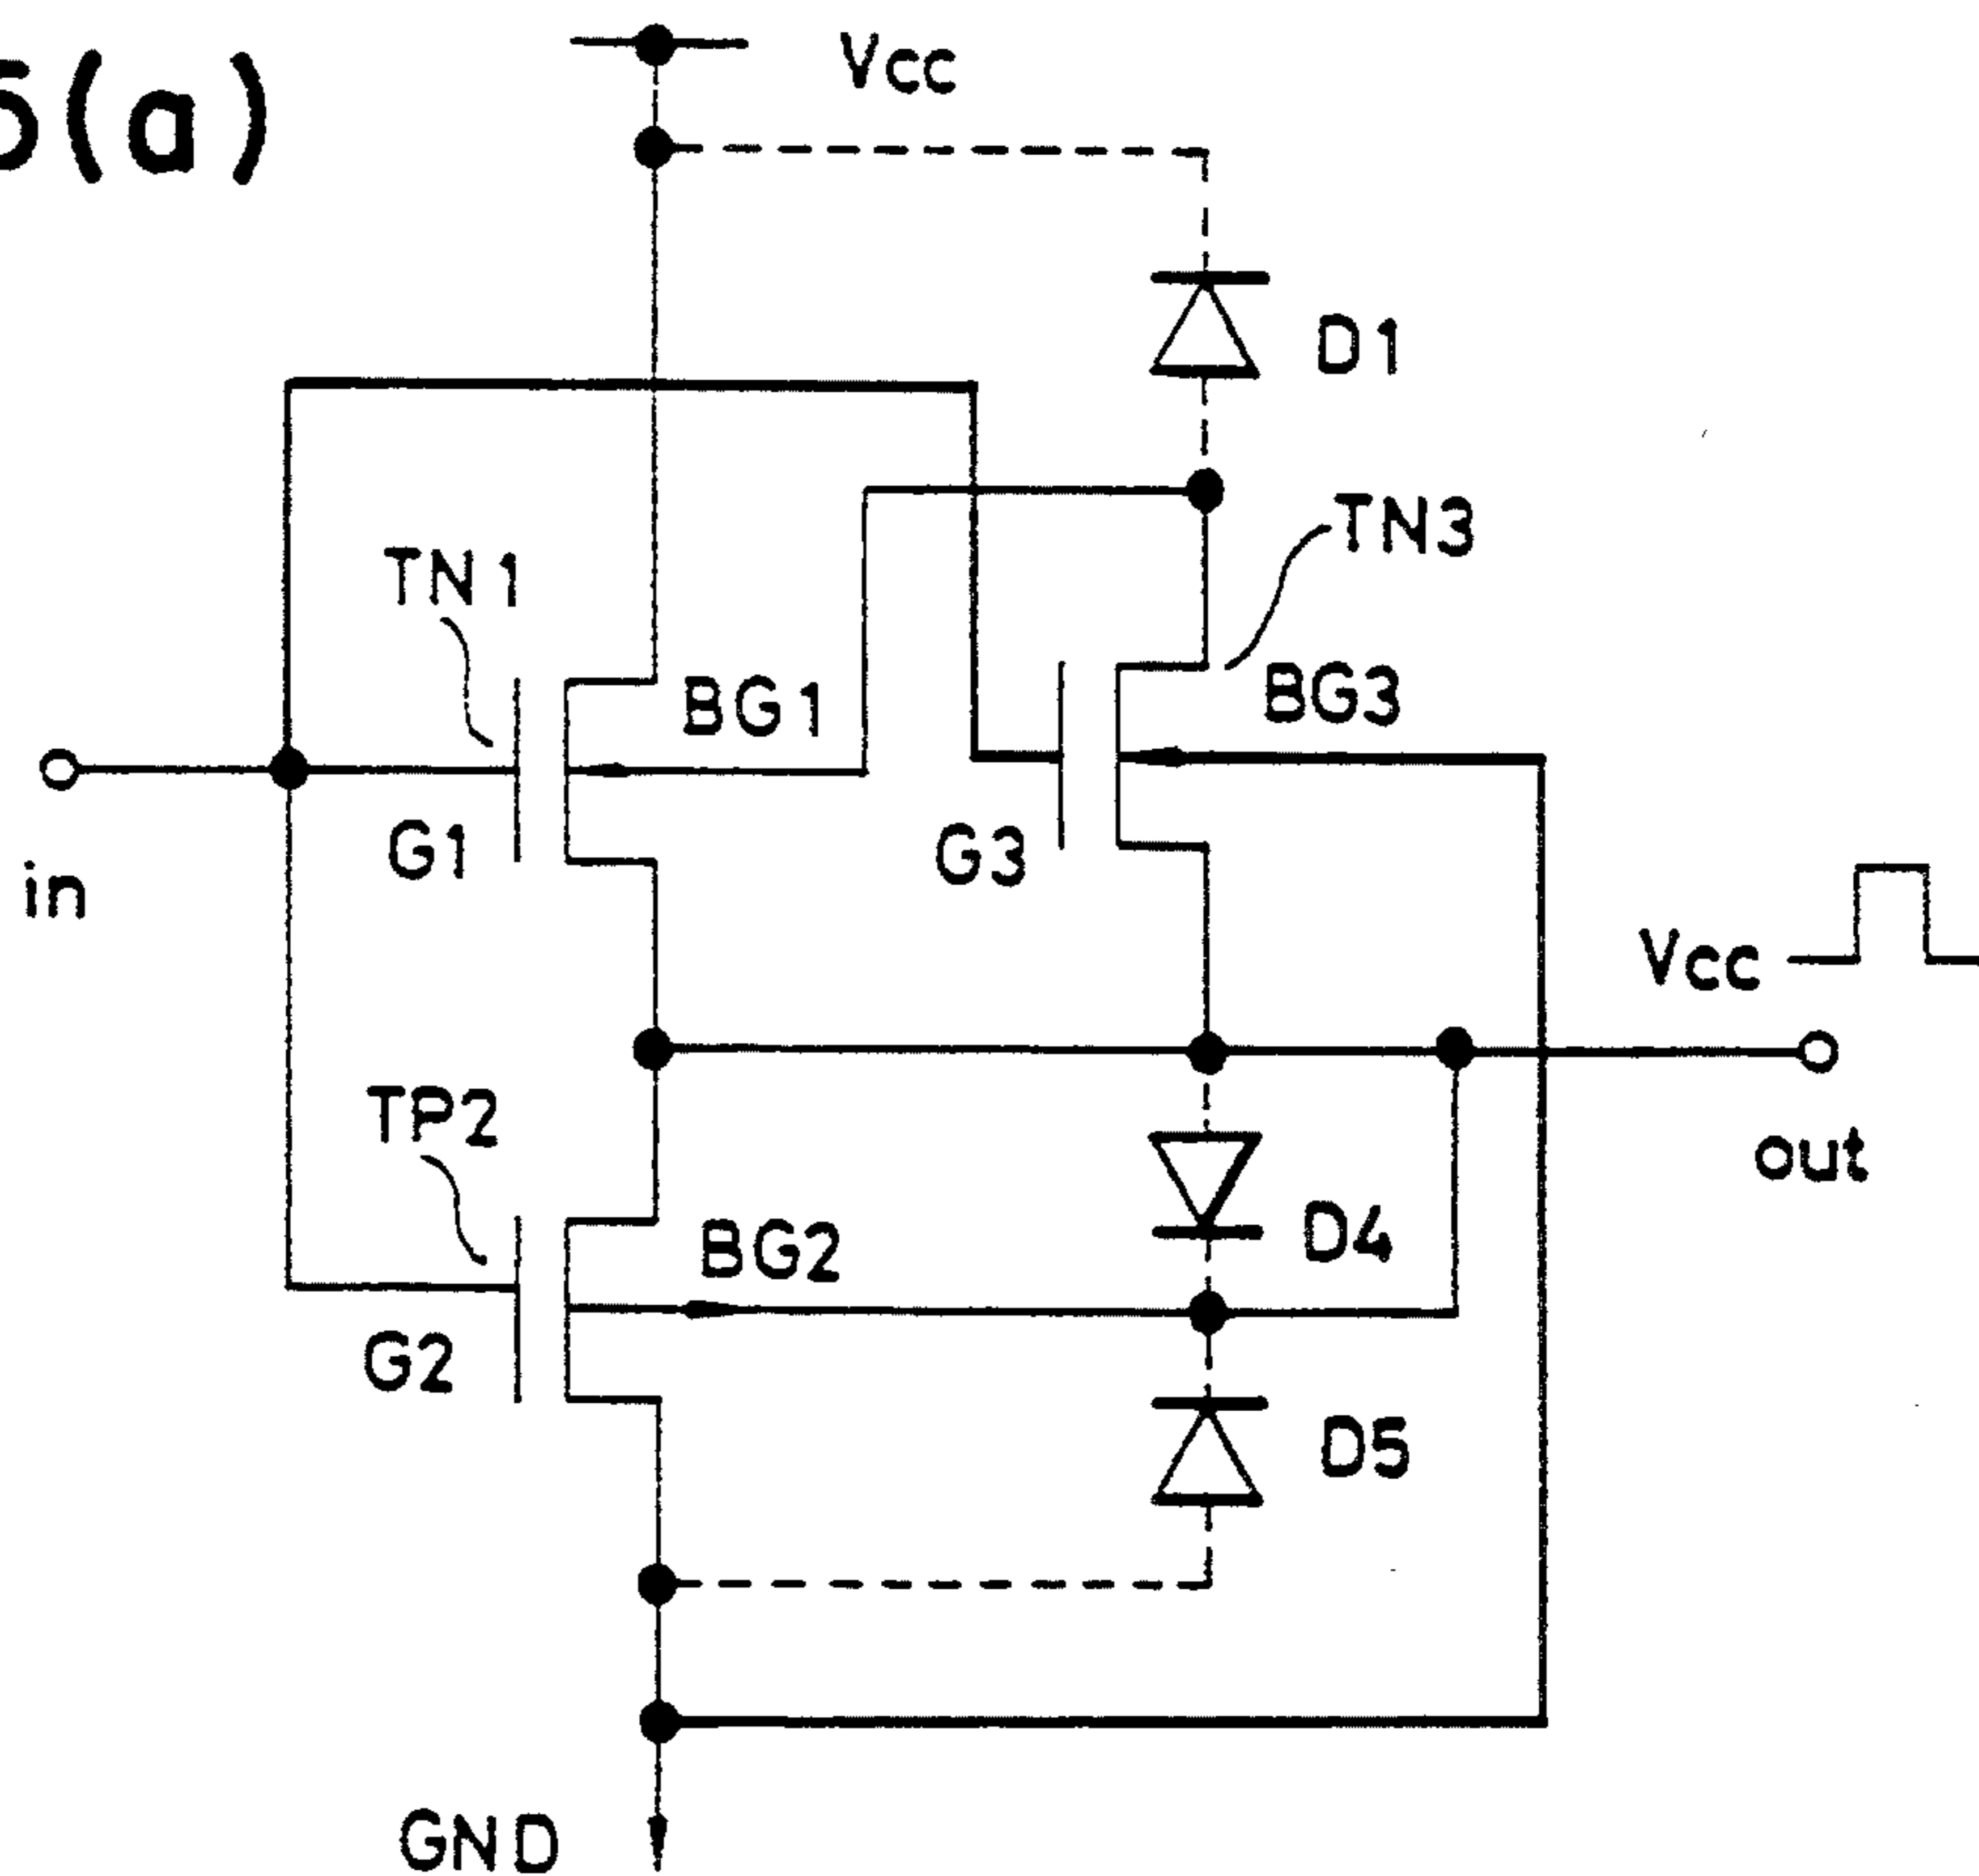 5(a)
Vcc
D1
TN3
TN1
BG1
BG3
G1
G3
in
Vcc
TP2
out
BG2
D4
G2
D5
GND